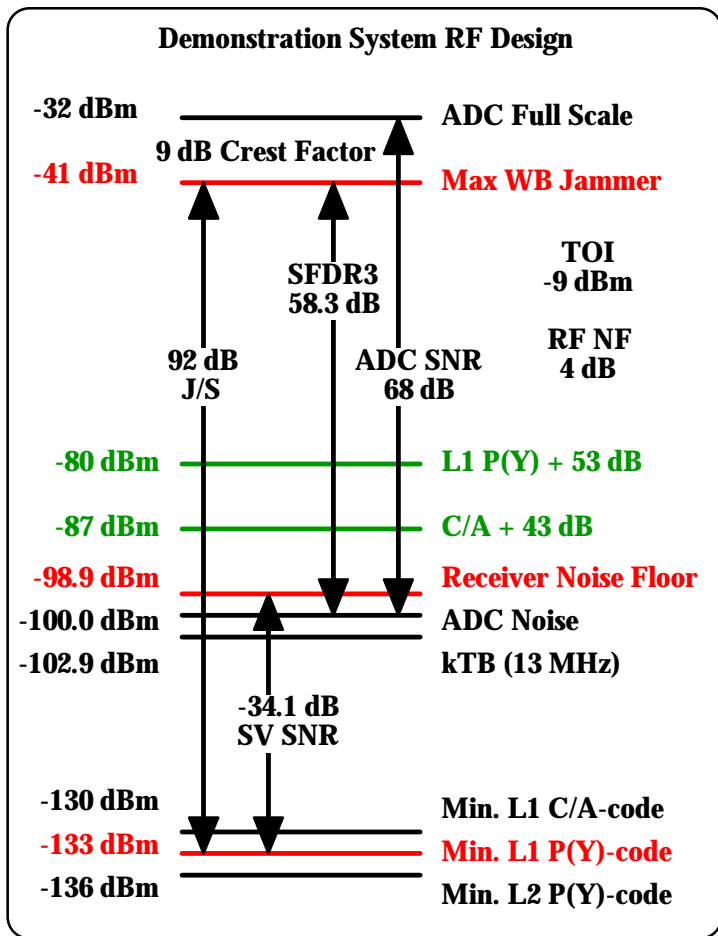 Demonstration System RF Design
-32 dBm
ADC Full Scale
9 dB Crest Factor
-41 dBm
Max WB Jammer
TOI
-9 dBm
SFDR3
58.3 dB
RF NF
4 dB
92 dB
J/S
ADC SNR
68 dB
-80 dBm
L1 P(Y) + 53 dB
-87 dBm
C/A + 43 dB
-98.9 dBm
Receiver Noise Floor
-100.0 dBm
ADC Noise
-102.9 dBm
kTB (13 MHz)
-34.1 dB
SV SNR
-130 dBm
Min. L1 C/A-code
-133 dBm
Min. L1 P(Y)-code
-136 dBm
Min. L2 P(Y)-code